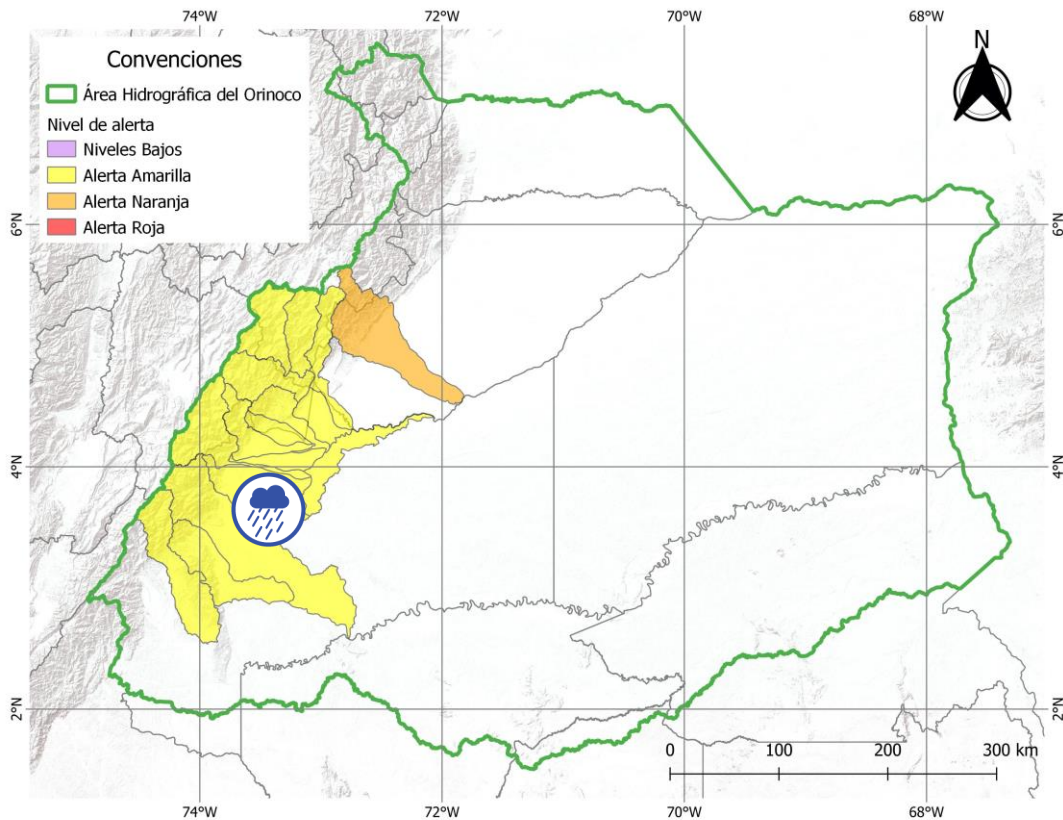 74°W
72°W
70°W
68°W
Convenciones
Área Hidrográfica del Orinoco
Nivel de alerta
Niveles Bajos
Alerta Amarilla
Alerta Naranja
Alerta Roja
N
6°N
6°N
4°N
4°N
2°N
2°N
0 100 200 300 km
74°W
72°W
70°W
68°W